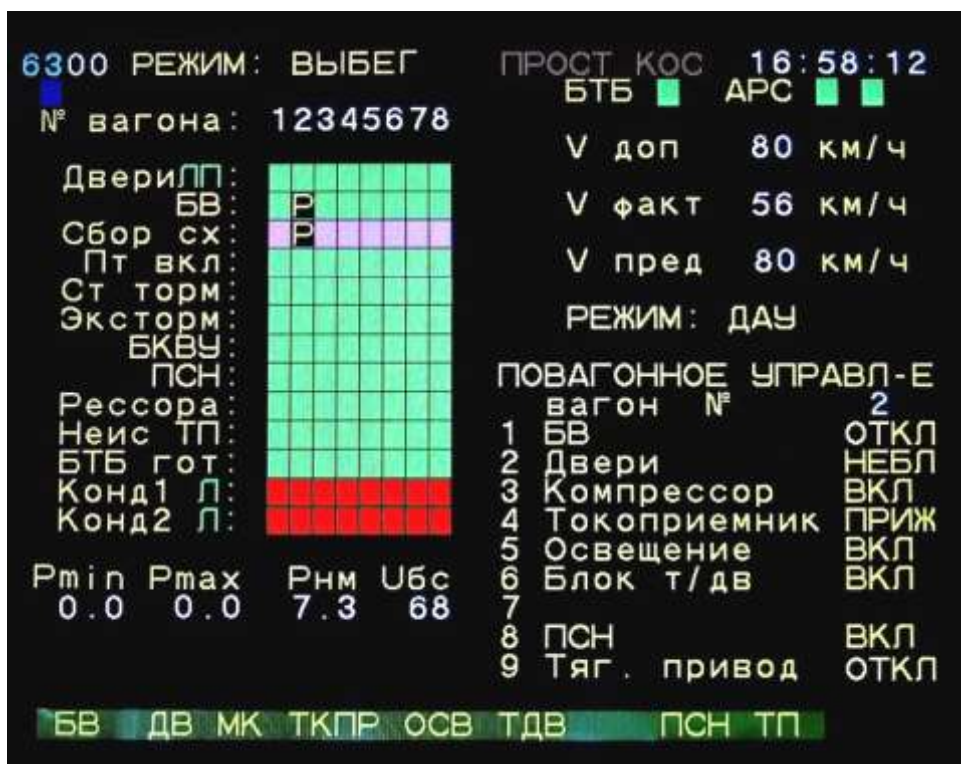 6300 РЕЖИМ: ВЫБЕГ
ПРОСТ КОС 16:58:12
БТБ АРС
№ вагона: 12345678
V доп 80 км/ч
ДвериЛП:
БВ: Р
V факт 56 км/ч
Сбор сх: Р
Пт вкл:
V пред 80 км/ч
Ст торм:
Эксторм:
РЕЖИМ: ДАУ
БКВУ:
ПСН:
Рессора:
Неис ТП:
БТБ гот:
Конд1 Л:
Конд2 Л:
Pmin Pmax Рнм Uбс
0.0 0.0 7.3 68
ПОВАГОННОЕ УПРАВЛ-Е
вагон № 2
1 БВ ОТКЛ
2 Двери НЕБЛ
3 Компрессор ВКЛ
4 Токоприемник ПРИЖ
5 Освещение ВКЛ
6 Блок т/дв ВКЛ
7
8 ПСН ВКЛ
9 Тяг. привод ОТКЛ
БВ ДВ МК ТКПР ОСВ ТДВ ПСН ТП